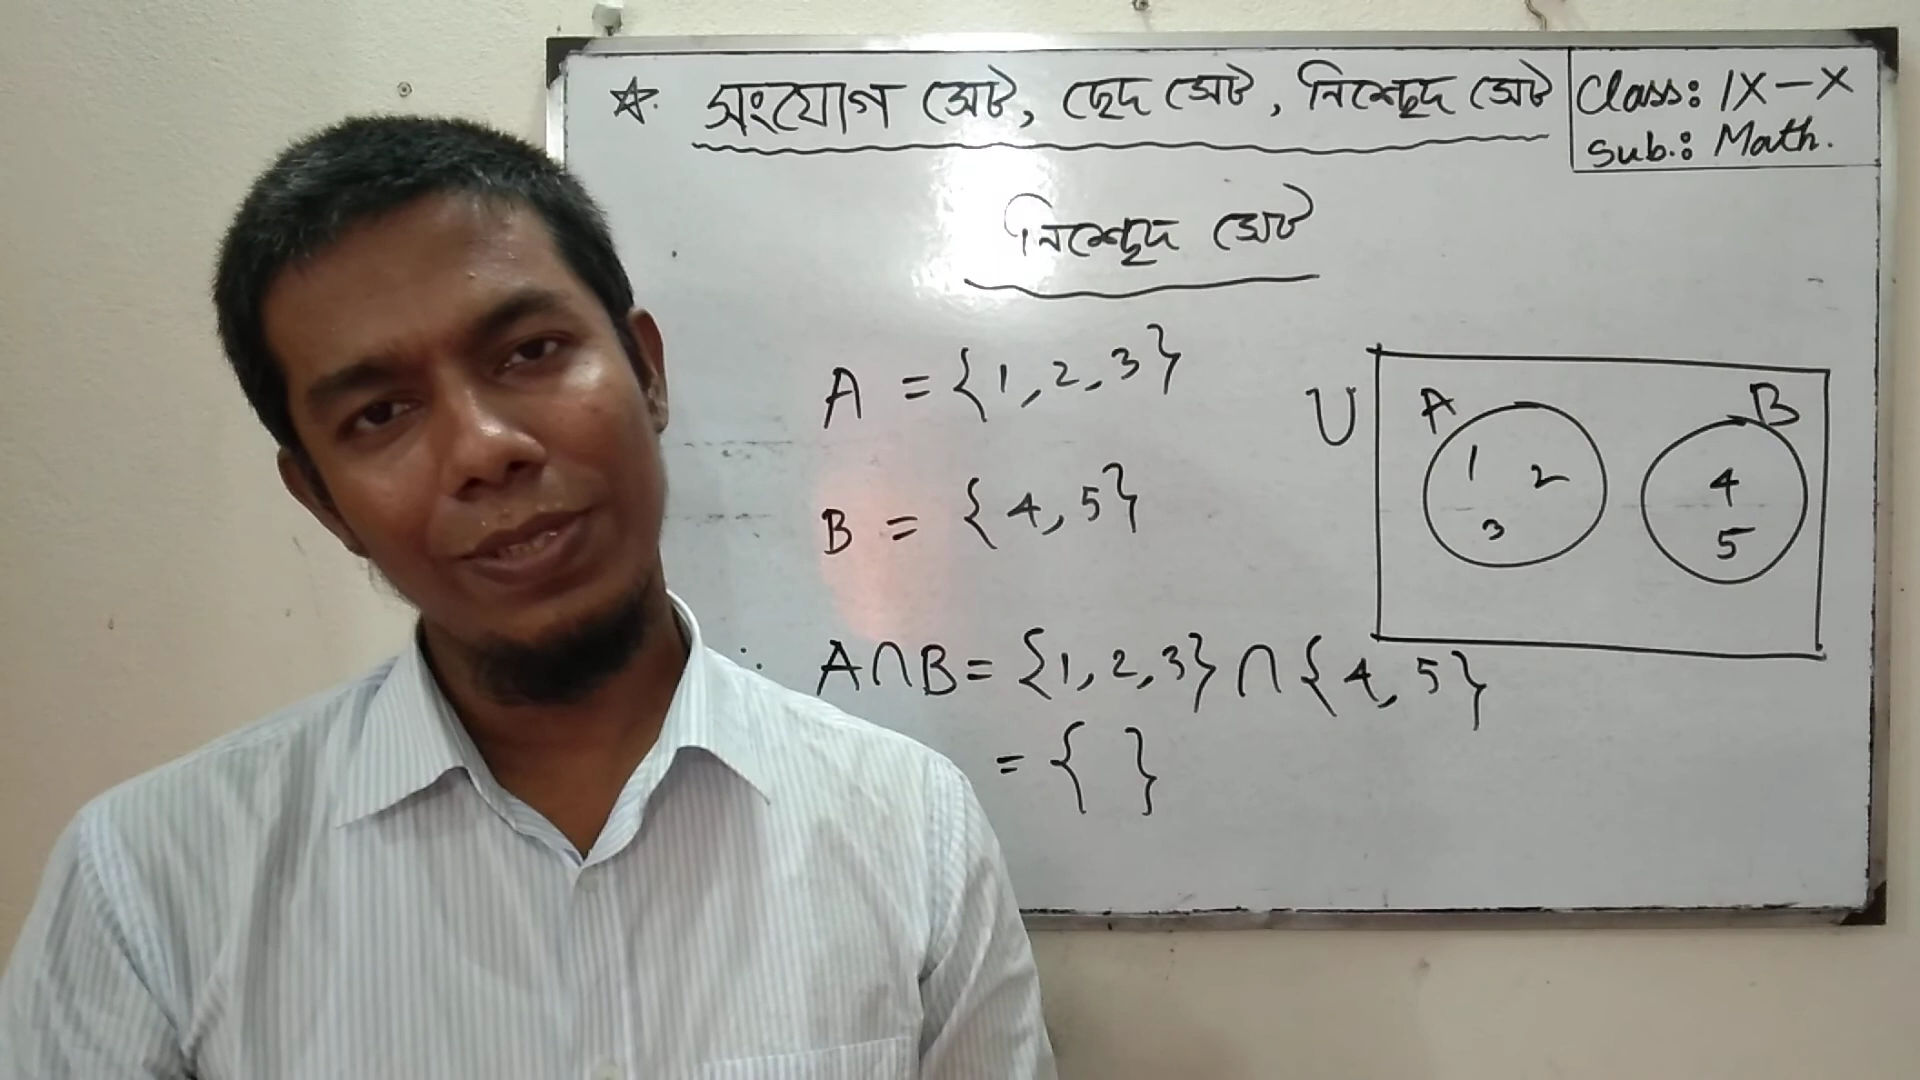 ☆. সংযোগ সেট, ছেদ সেট, নিশ্ছেদ সেট
Class: IX-X
Sub.: Math.
নিশ্ছেদ সেট
A = {1, 2, 3}
B = {4, 5}
U
A
B
1 2
3
4
5
∴ A∩B = {1, 2, 3} ∩ {4, 5}
= { }